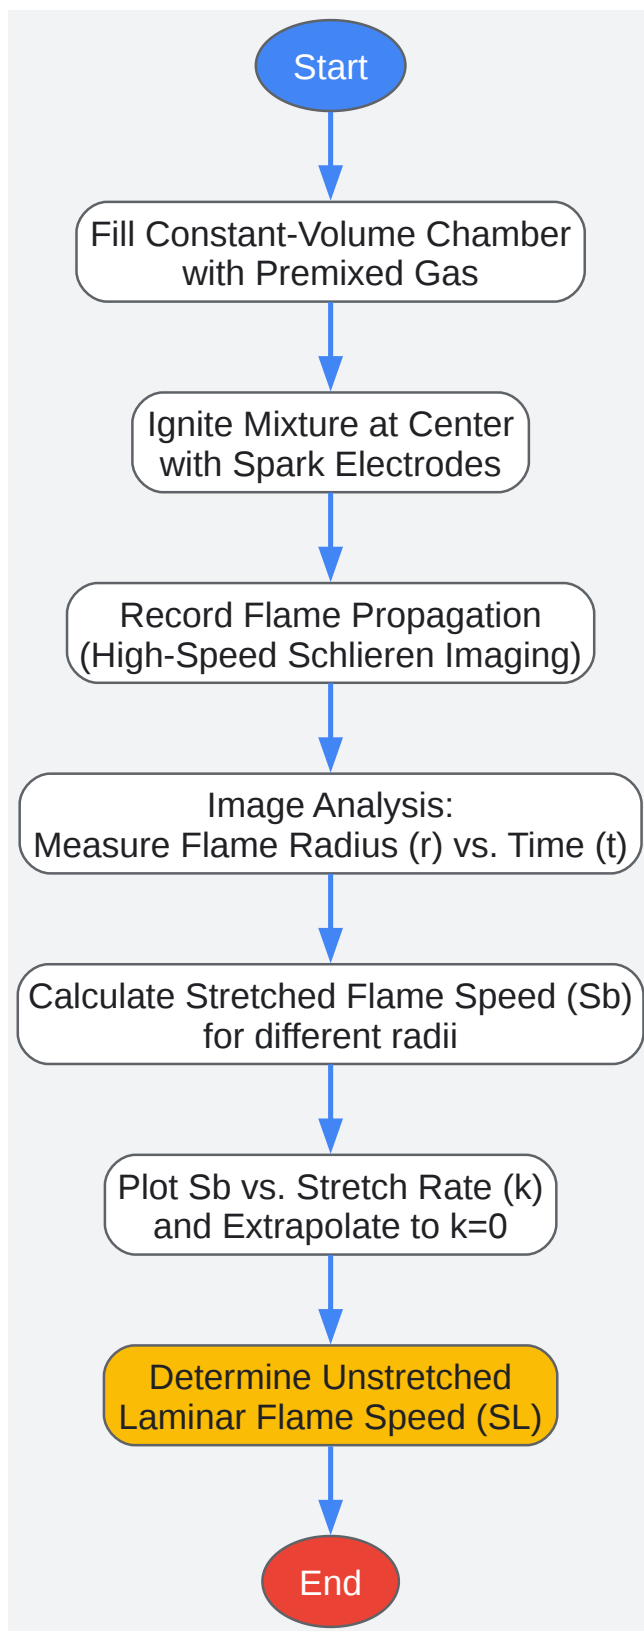 Start
Fill Constant-Volume Chamber
with Premixed Gas
Ignite Mixture at Center
with Spark Electrodes
Record Flame Propagation
(High-Speed Schlieren Imaging)
Image Analysis:
Measure Flame Radius (r) vs. Time (t)
Calculate Stretched Flame Speed (Sb)
for different radii
Plot Sb vs. Stretch Rate (k)
and Extrapolate to k=0
Determine Unstretched
Laminar Flame Speed (SL)
End